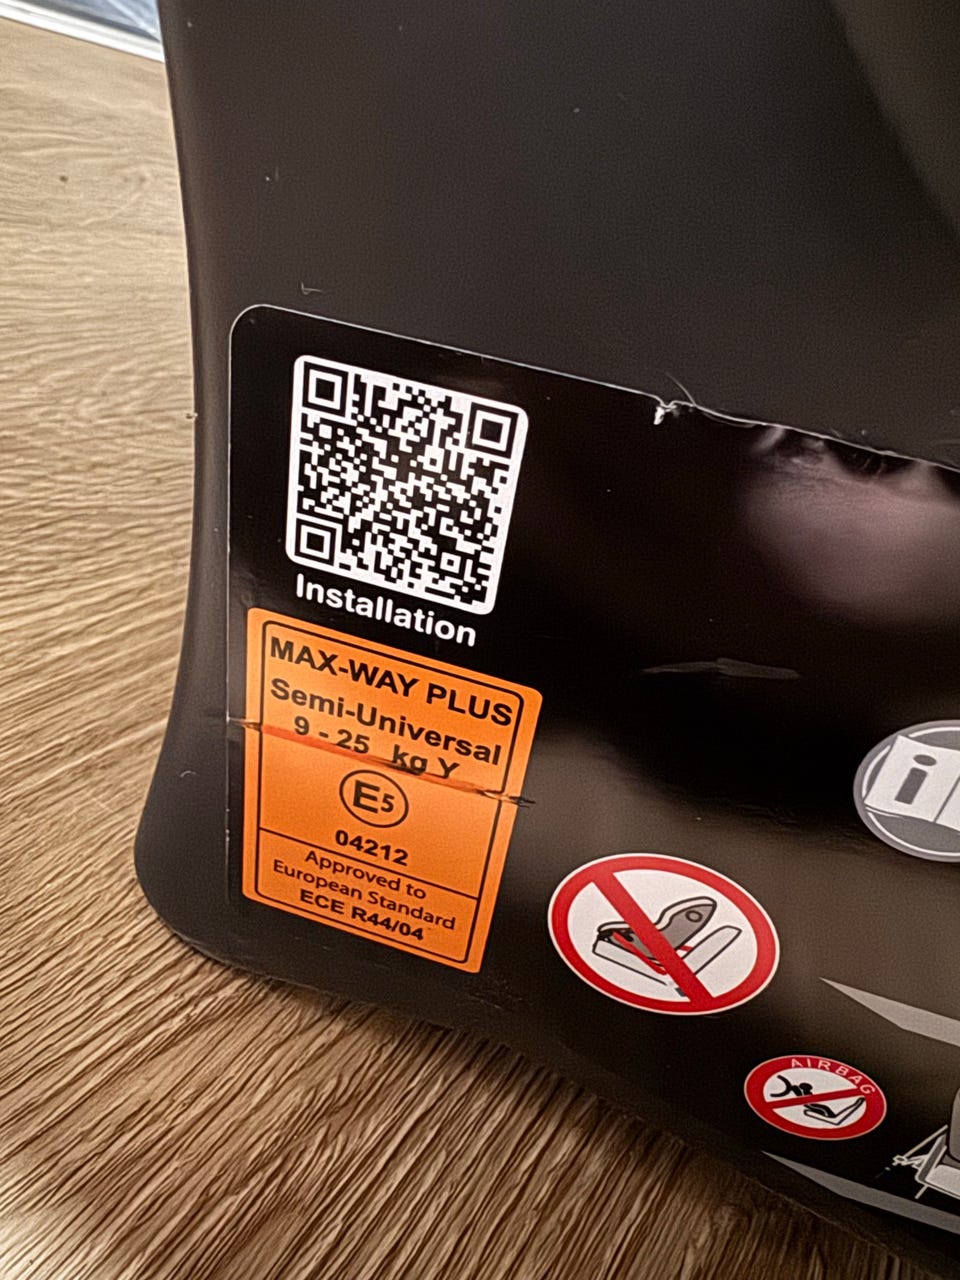 Installation
MAX-WAY PLUS
Semi-Universal
9 - 25 kg Y
E5
04212
Approved to
European Standard
ECE R44/04
i
AIRBAG